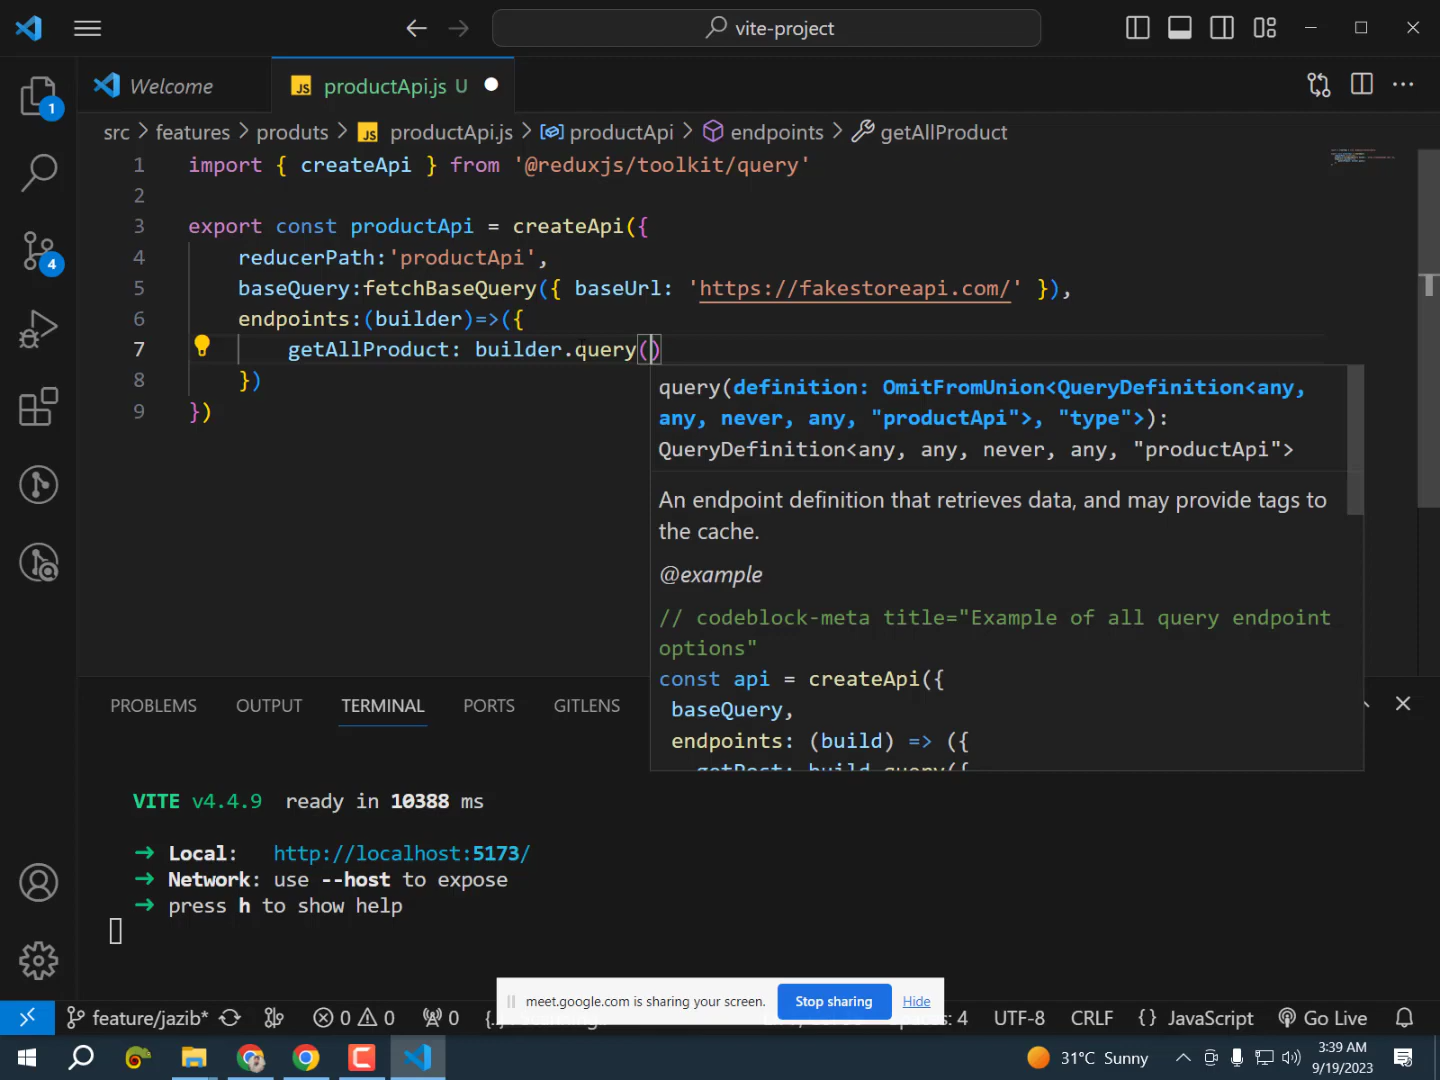 vite-project
Welcome
productApi.js U
src > features > produts > JS productApi.js > productApi > endpoints > getAllProduct
1 import { createApi } from '@reduxjs/toolkit/query'
2
3 export const productApi = createApi({
4 reducerPath:'productApi',
5 baseQuery:fetchBaseQuery({ baseUrl: 'https://fakestoreapi.com/' }),
6 endpoints:(builder)=>({
7 getAllProduct: builder.query()
8 })
9 })
query(definition: OmitFromUnion<QueryDefinition<any,
any, never, any, "productApi">, "type">):
QueryDefinition<any, any, never, any, "productApi">
An endpoint definition that retrieves data, and may provide tags to
the cache.
@example
// codeblock-meta title="Example of all query endpoint
options"
const api = createApi({
baseQuery,
endpoints: (build) => ({
getPost: build.query({
PROBLEMS OUTPUT TERMINAL PORTS GITLENS
VITE v4.4.9 ready in 10388 ms
➜ Local: http://localhost:5173/
➜ Network: use --host to expose
➜ press h to show help
meet.google.com is sharing your screen. Stop sharing Hide
feature/jazib* 0 0 0 UTF-8 CRLF {} JavaScript Go Live
31°C Sunny
3:39 AM
9/19/2023